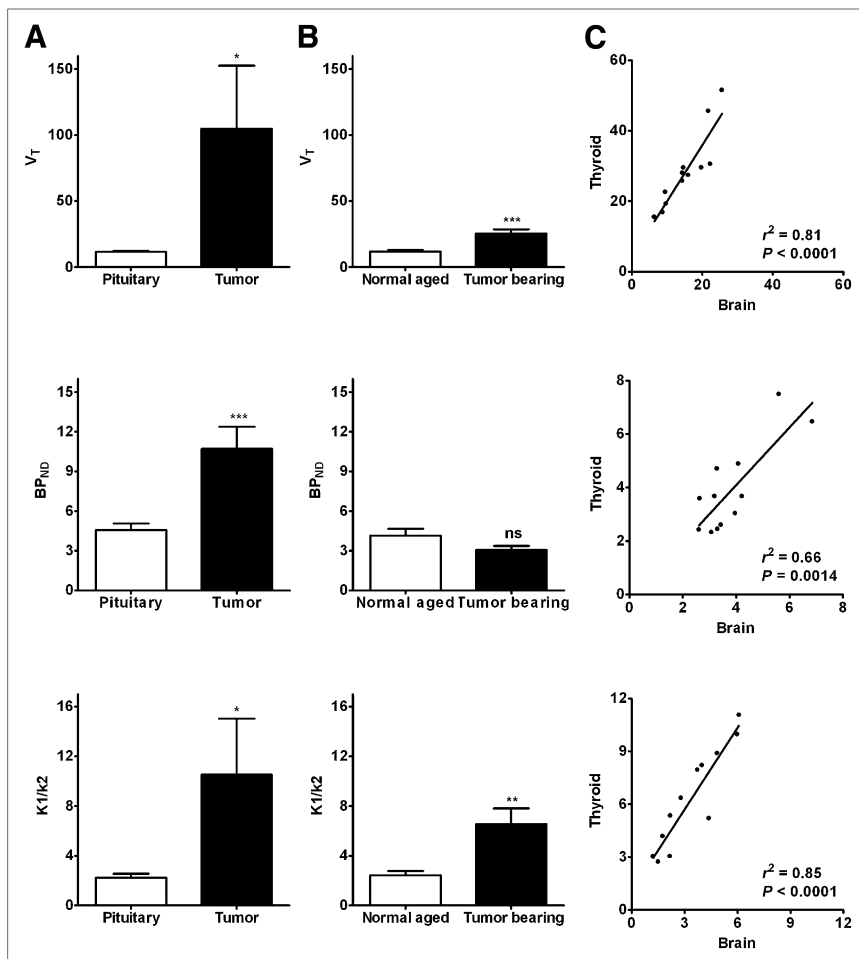 A
B
C
150
100
50
0
V_T
*
Pituitary
Tumor
150
100
50
0
V_T
***
Normal aged
Tumor bearing
60
40
20
0
Thyroid
r² = 0.81
P < 0.0001
0
20
40
60
Brain
15
12
9
6
3
0
BP_ND
***
Pituitary
Tumor
15
12
9
6
3
0
BP_ND
ns
Normal aged
Tumor bearing
8
6
4
2
0
Thyroid
r² = 0.66
P = 0.0014
0
2
4
6
8
Brain
16
12
8
4
0
K1/k2
*
Pituitary
Tumor
16
12
8
4
0
K1/k2
**
Normal aged
Tumor bearing
12
9
6
3
0
Thyroid
r² = 0.85
P < 0.0001
0
3
6
9
12
Brain